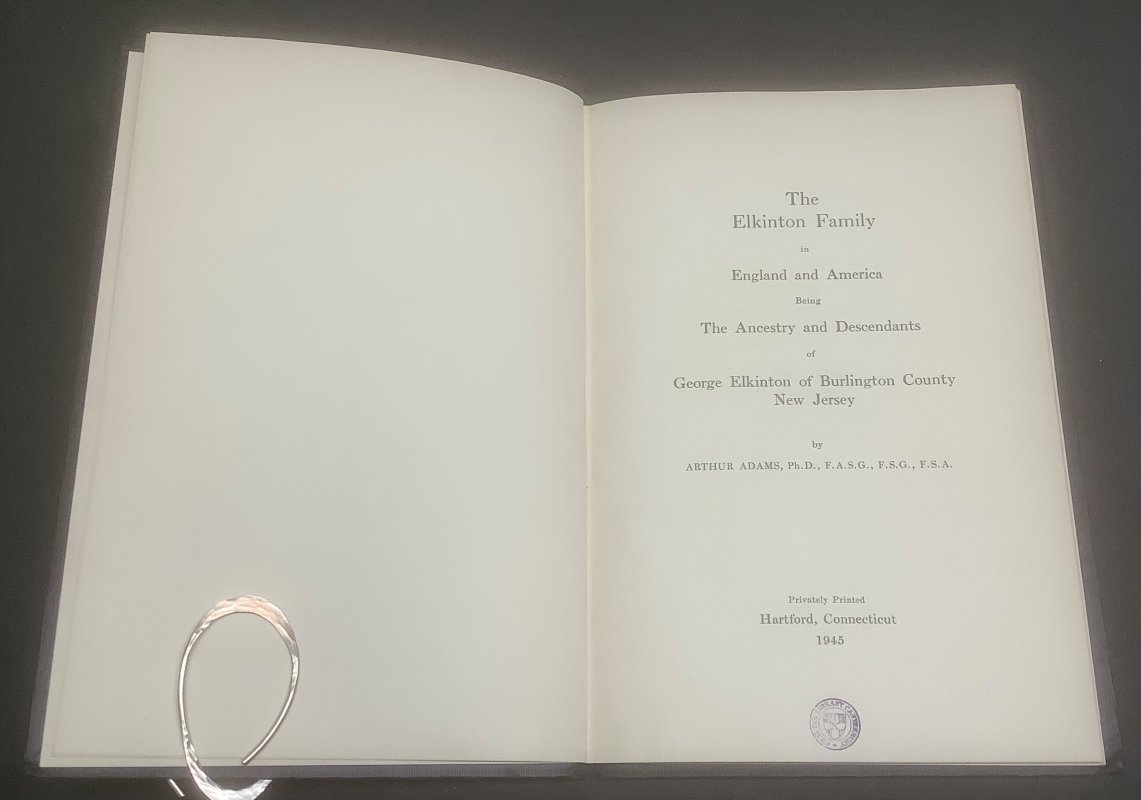 The
Elkinton Family
in
England and America
Being
The Ancestry and Descendants
of
George Elkinton of Burlington County
New Jersey
by
ARTHUR ADAMS, Ph.D., F.A.S.G., F.S.G., F.S.A.
Privately Printed
Hartford, Connecticut
1945
LIBRARY